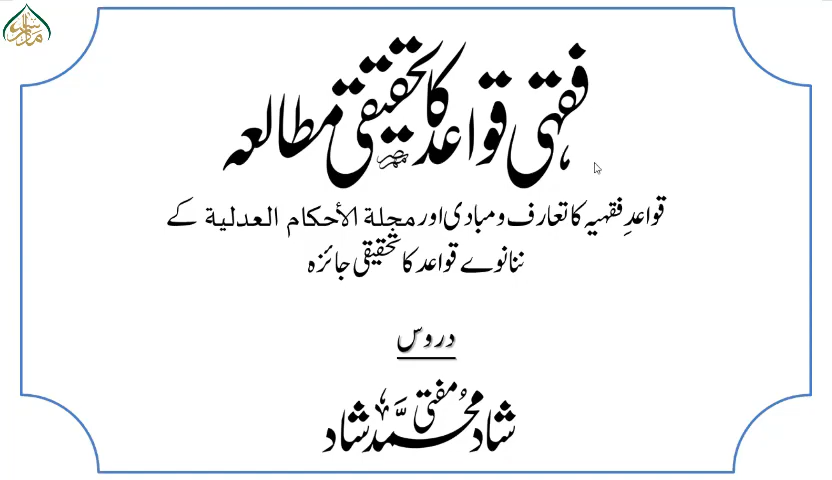 فقہی قواعد کا تحقیقی مطالعہ
قواعدِ فقہیہ کا تعارف و مبادی اور مجلة الأحكام العدلية کے
ننانوے قواعد کا تحقیقی جائزہ
دروس
مفتی شاد محمد شاد